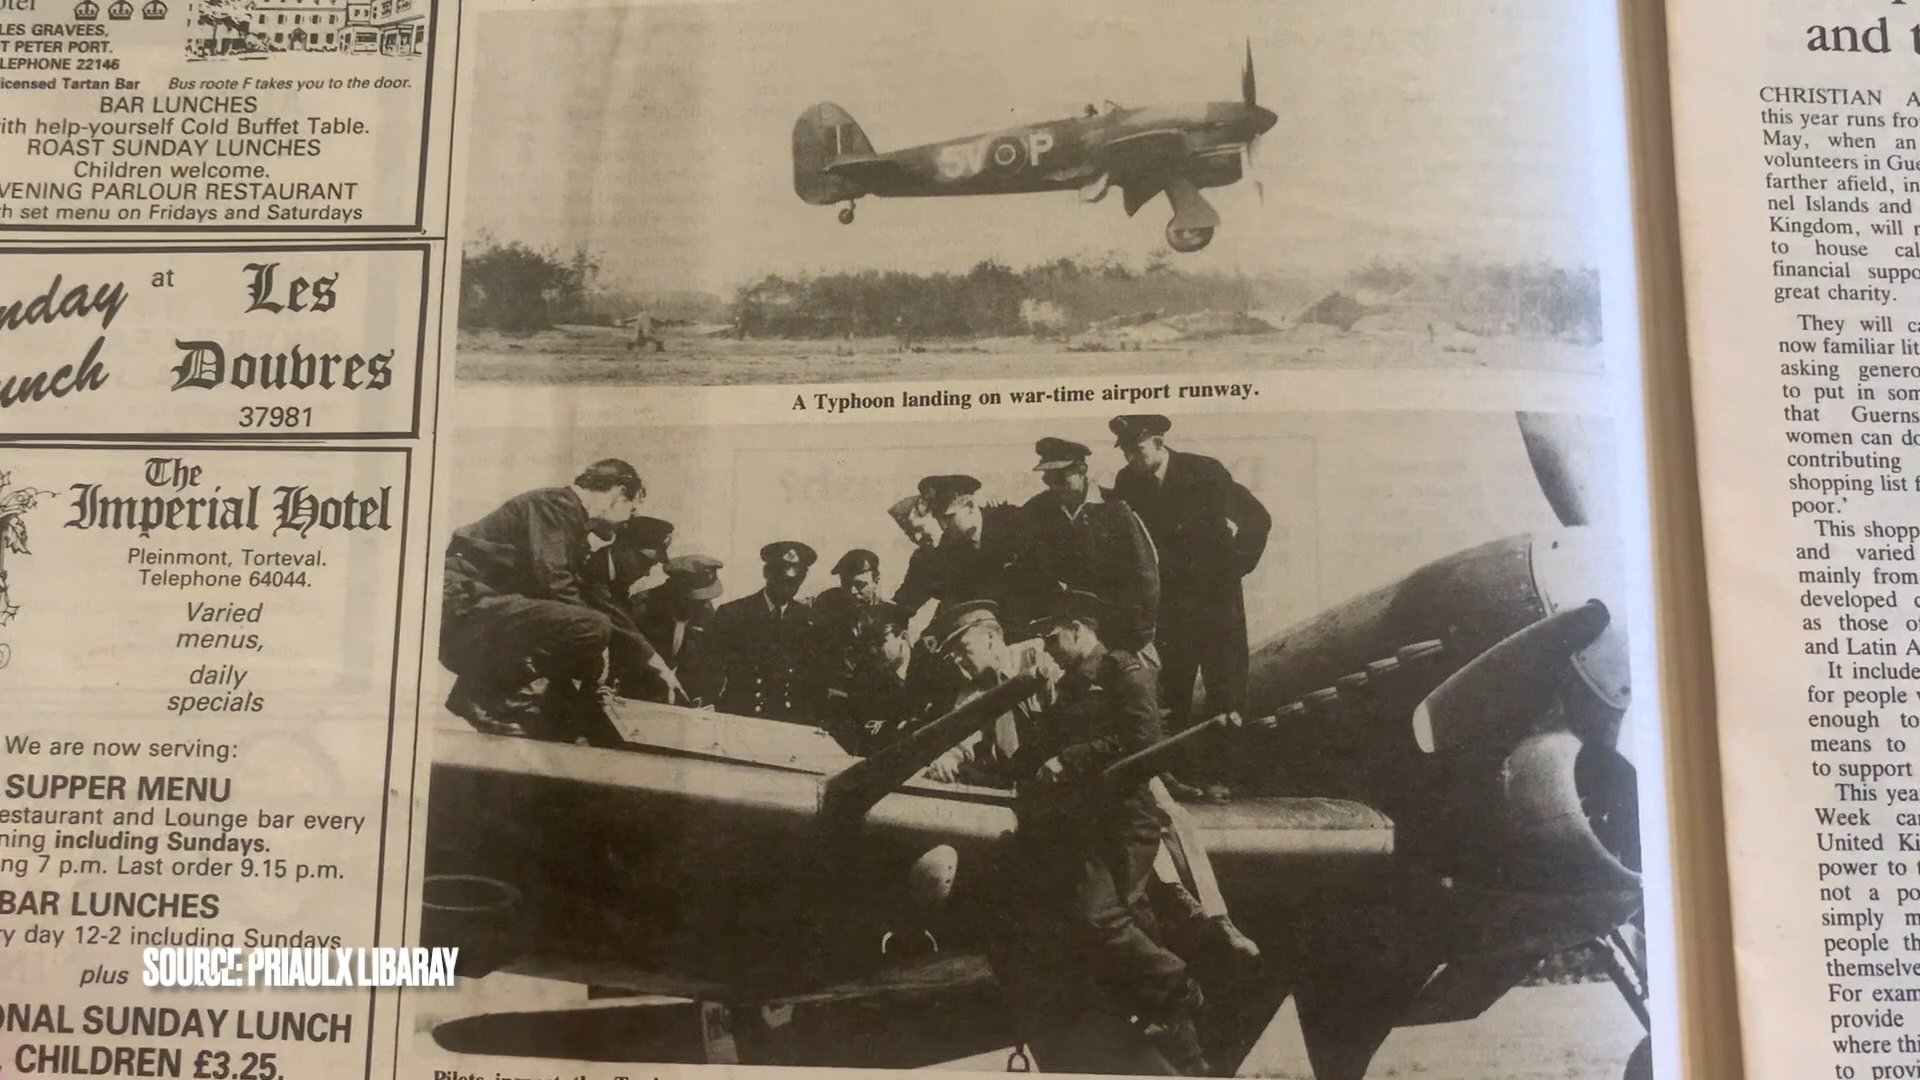 LES GRAVEES,
T PETER PORT.
LEPHONE 22146
icensed Tartan Bar Bus roote F takes you to the door.
BAR LUNCHES
ith help-yourself Cold Buffet Table.
ROAST SUNDAY LUNCHES
Children welcome.
VENING PARLOUR RESTAURANT
h set menu on Fridays and Saturdays
nday at Les
unch Douvres
37981
The
Imperial Hotel
Pleinmont, Torteval.
Telephone 64044.
Varied
menus,
daily
specials
We are now serving:
SUPPER MENU
estaurant and Lounge bar every
ning including Sundays.
ng 7 p.m. Last order 9.15 p.m.
BAR LUNCHES
ry day 12-2 including Sundays
plus
ONAL SUNDAY LUNCH
CHILDREN £3.25.
SOURCE: PRIAULX LIBARAY
5V P
A Typhoon landing on war-time airport runway.
and t
CHRISTIAN A
this year runs fro
May, when an
volunteers in Gue
farther afield, in
nel Islands and
Kingdom, will r
to house cal
financial suppo
great charity.
They will ca
now familiar lit
asking genero
to put in som
that Guerns
women can do
contributing
shopping list f
poor.'
This shopp
and varied
mainly from
developed c
as those of
and Latin A
It include
for people w
enough to
means to
to support
This yea
Week car
United Ki
power to t
not a po
simply m
people th
themselve
For exam
provide
where thi
to provi